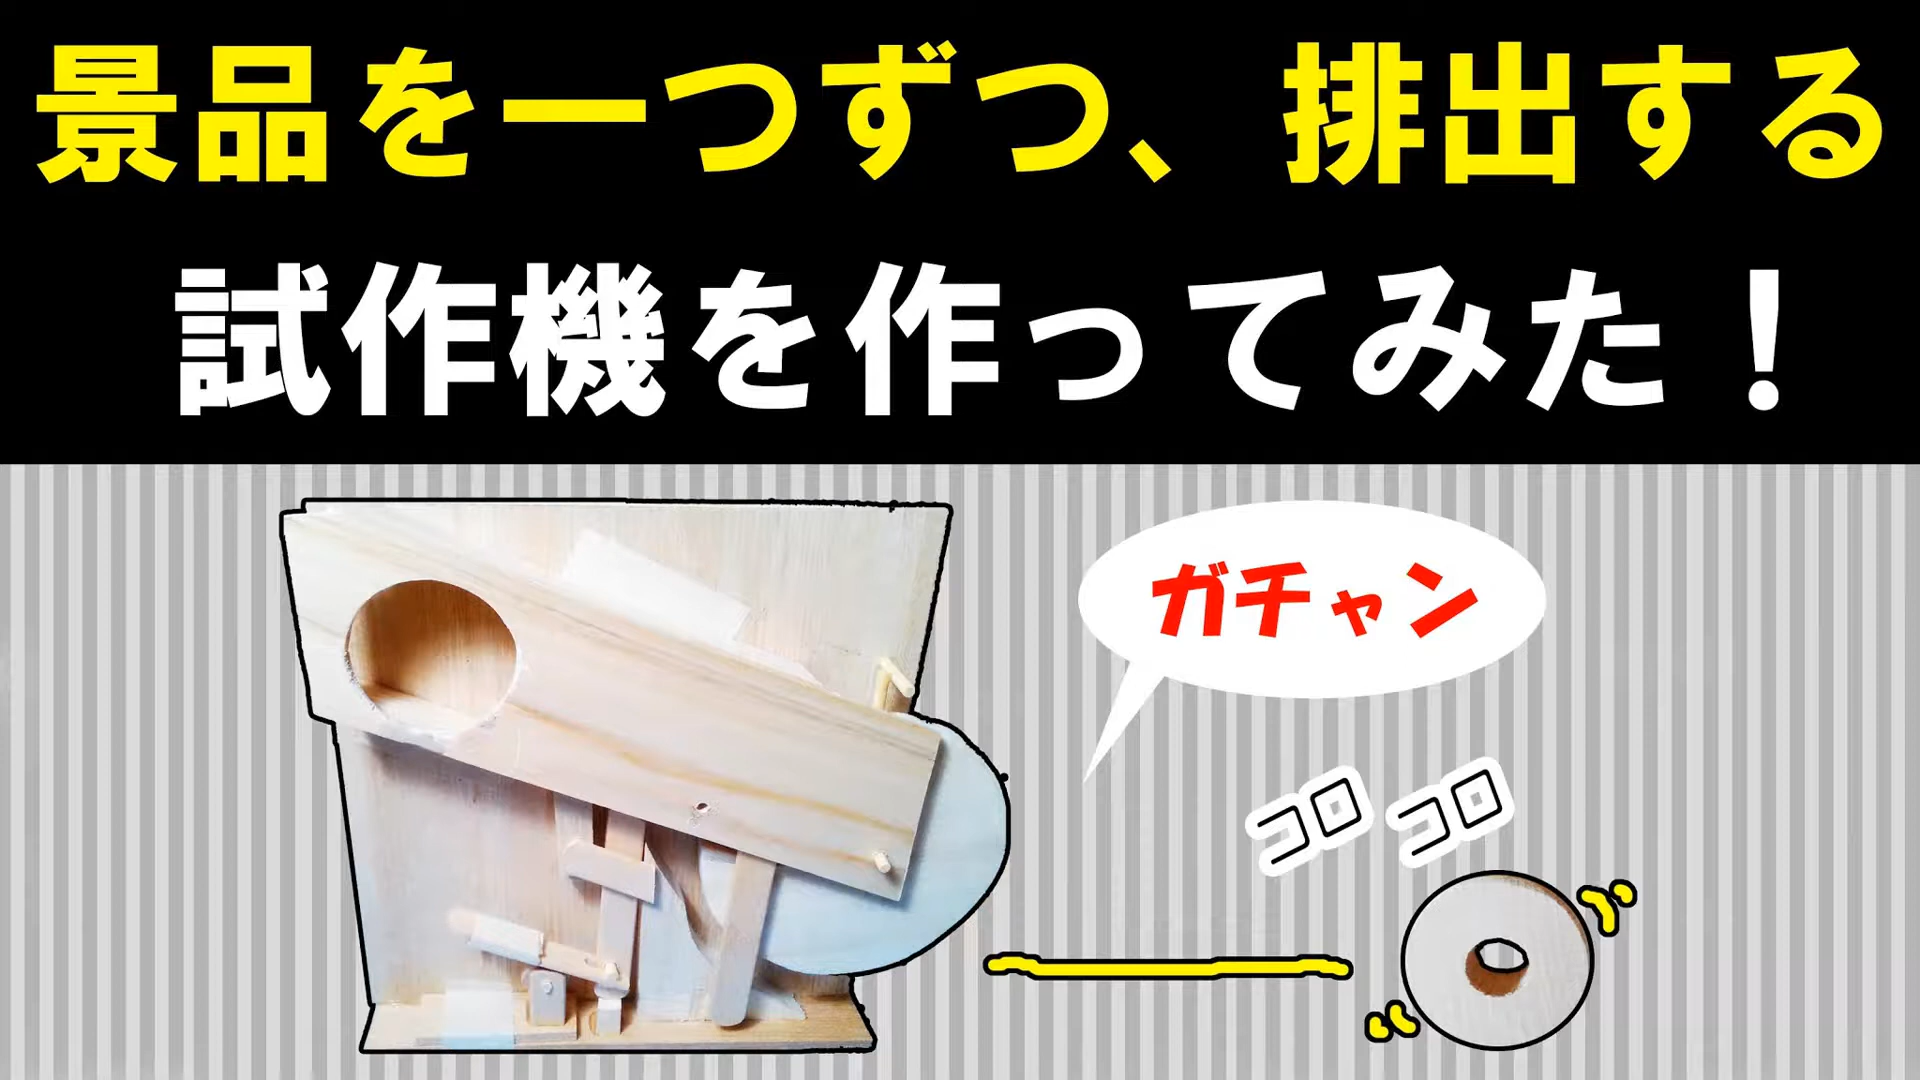 景品を一つずつ、排出する
試作機を作ってみた！
ガチャン
コロ コロ